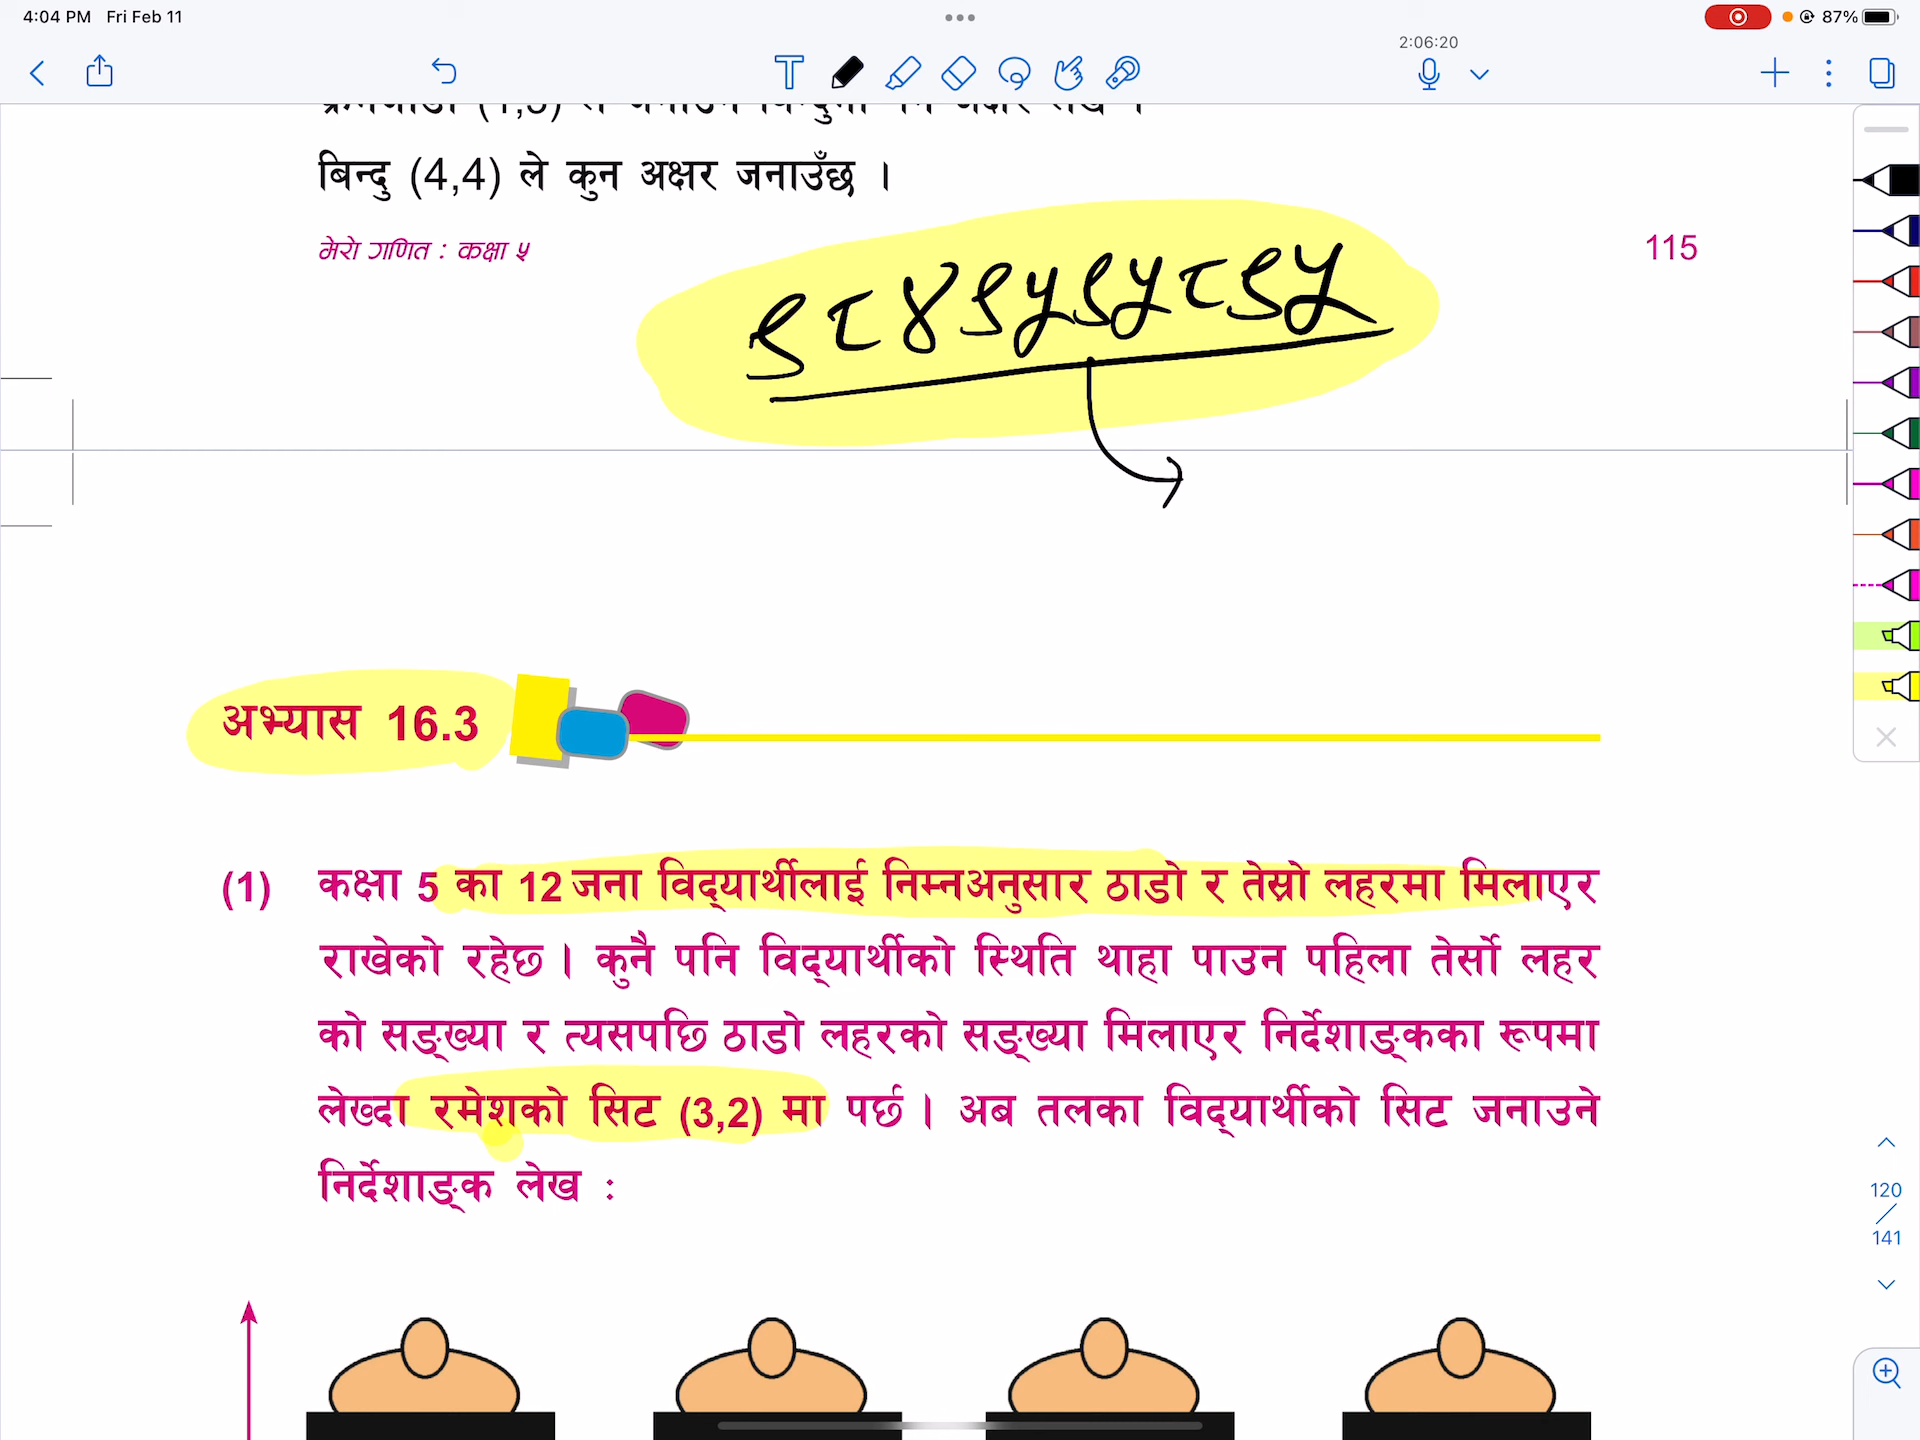 4:04 PM Fri Feb 11
87%
2:06:20
बिन्दु (4,4) ले कुन अक्षर जनाउँछ ।
मेरो गणित : कक्षा ५
115
९८४९५९५८९५
अभ्यास 16.3
(1) कक्षा 5 का 12 जना विद्यार्थीलाई निम्नअनुसार ठाडो र तेस्रो लहरमा मिलाएर
राखेको रहेछ । कुनै पनि विद्यार्थीको स्थिति थाहा पाउन पहिला तेर्सो लहर
को सङ्ख्या र त्यसपछि ठाडो लहरको सङ्ख्या मिलाएर निर्देशाङ्कका रूपमा
लेख्दा रमेशको सिट (3,2) मा पर्छ । अब तलका विद्यार्थीको सिट जनाउने
निर्देशाङ्क लेख :
120
/
141